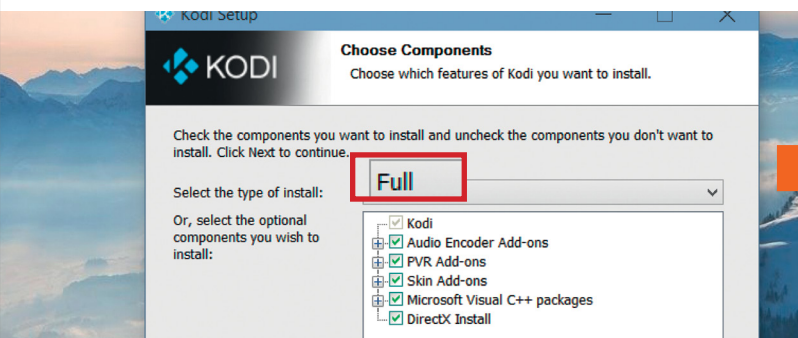 Kodi Setup
KODI
Choose Components
Choose which features of Kodi you want to install.
Check the components you want to install and uncheck the components you don't want to
install. Click Next to continue.
Select the type of install:
Full
Or, select the optional
components you wish to
install:
Kodi
Audio Encoder Add-ons
PVR Add-ons
Skin Add-ons
Microsoft Visual C++ packages
DirectX Install